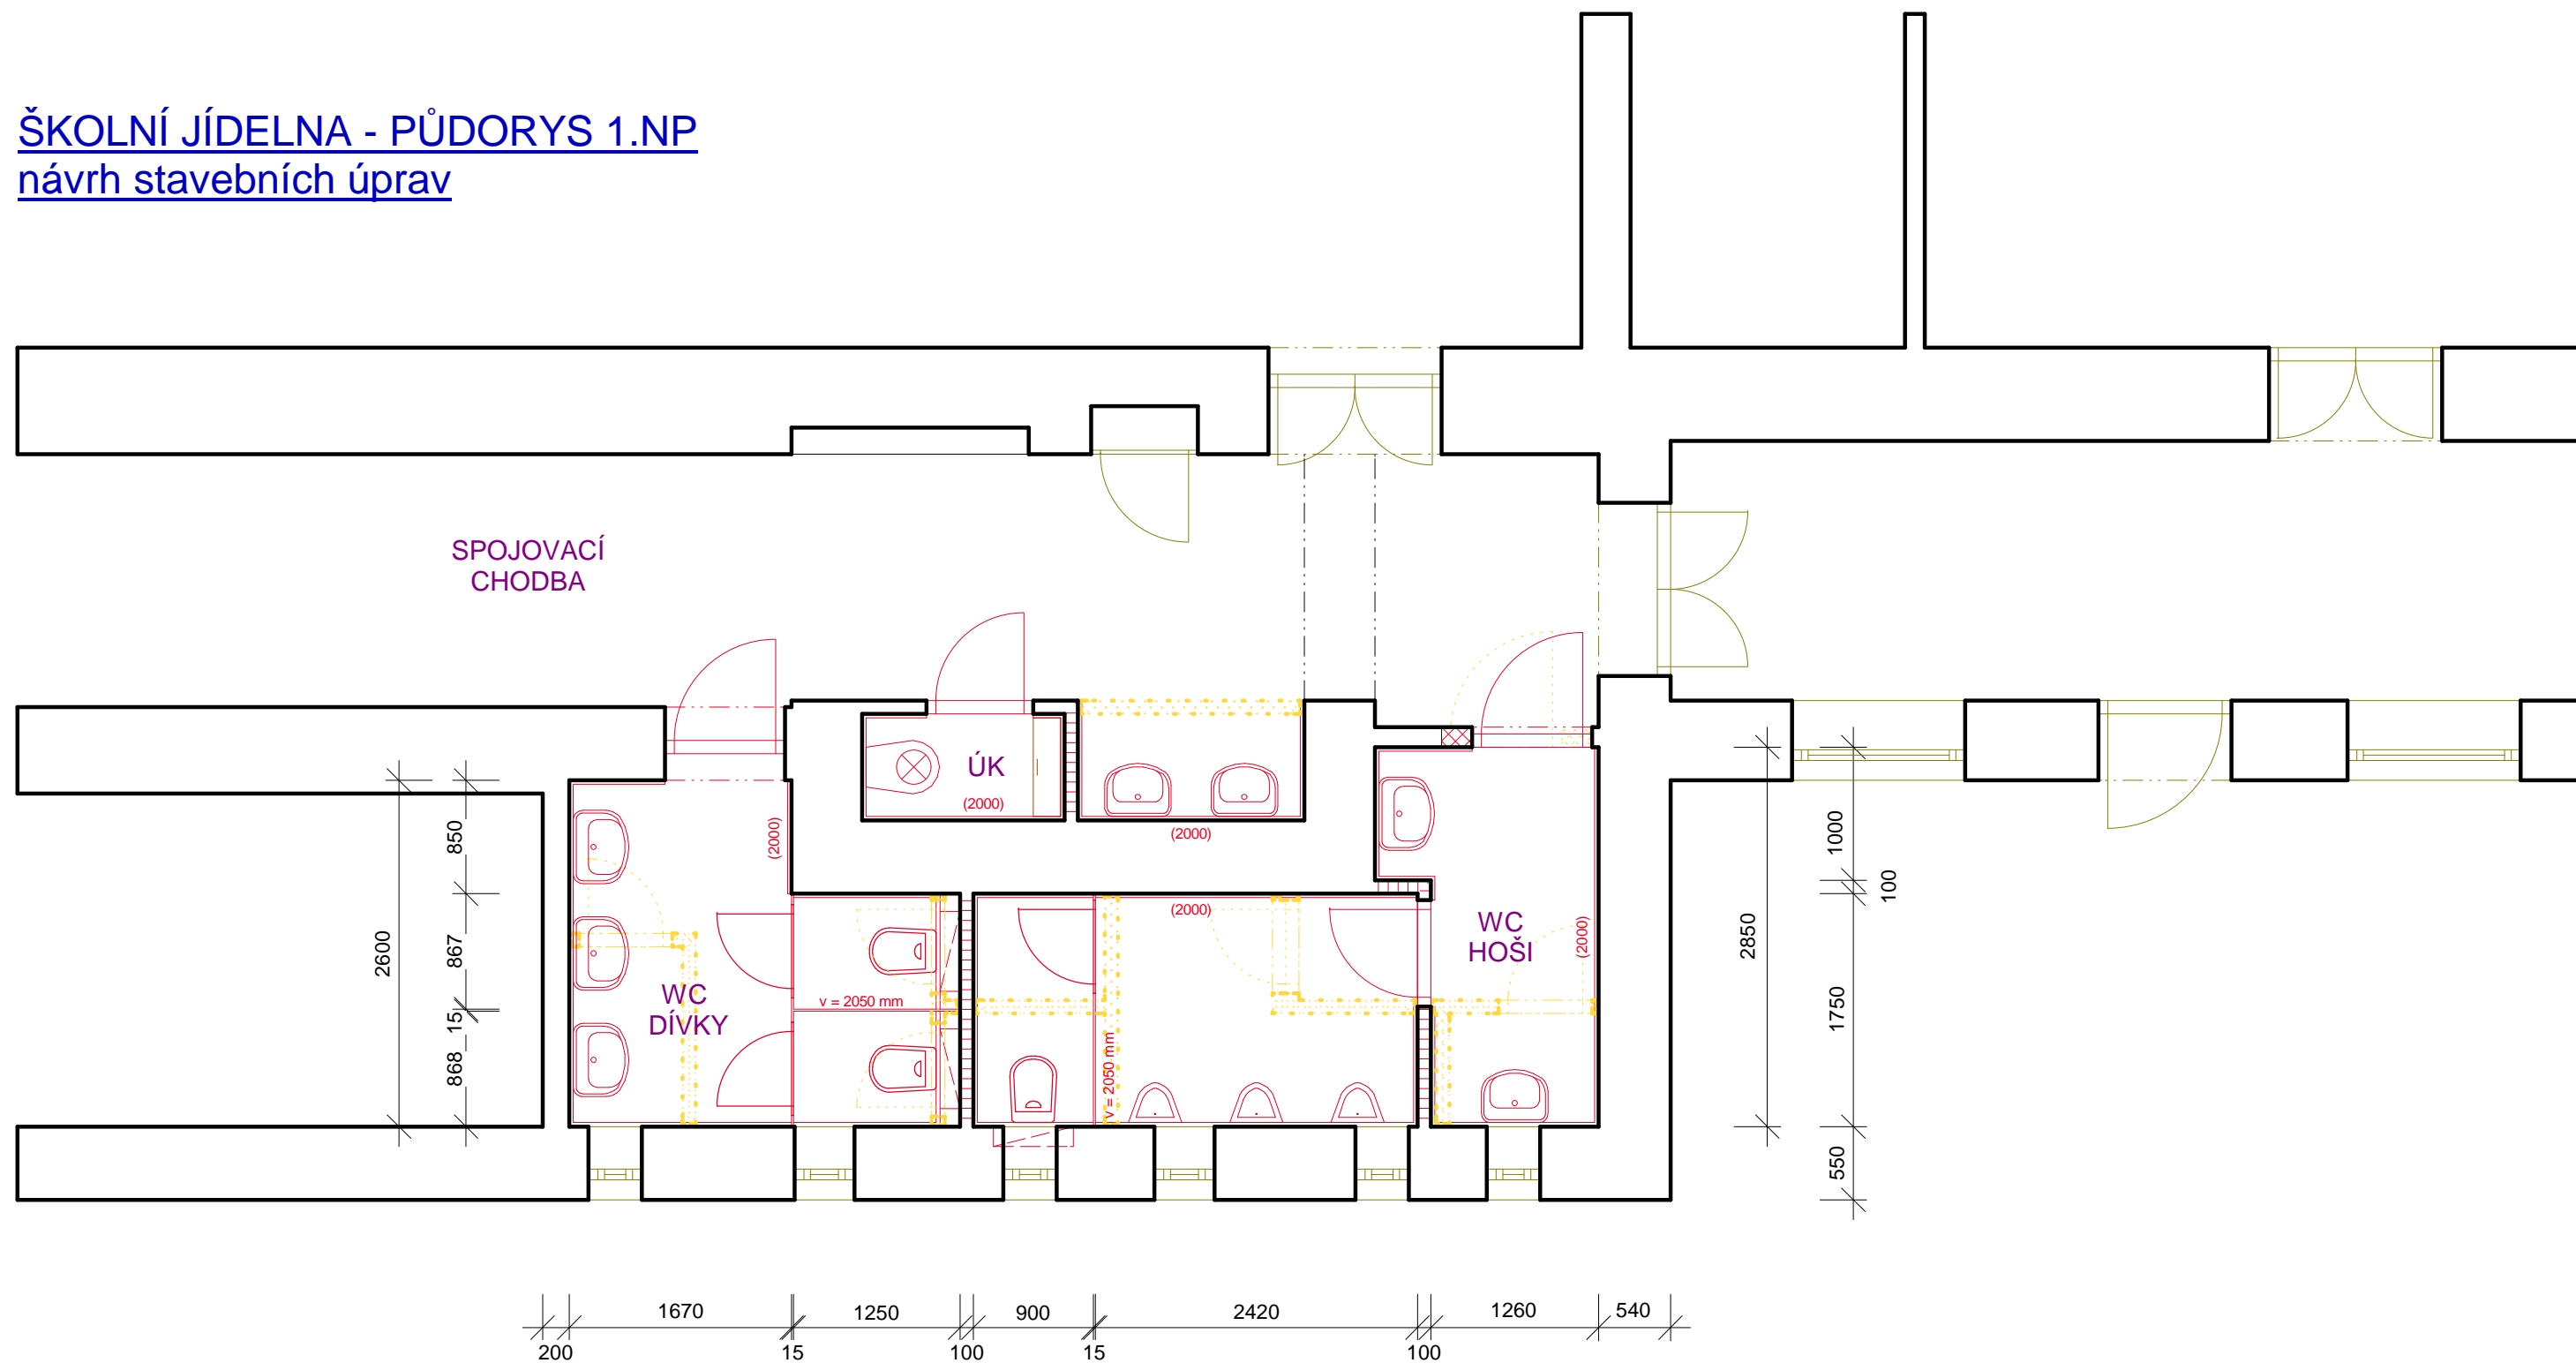 ŠKOLNÍ JÍDELNA - PŮDORYS 1.NP
návrh stavebních úprav
SPOJOVACÍ
CHODBA
ÚK
(2000)
(2000)
(2000)
(2000)
(2000)
WC
HOŠI
WC
DÍVKY
v = 2050 mm
v = 2050 mm
2600
850
867
15
868
2850
1000
100
1750
550
1670
1250
900
2420
1260
540
200
15
100
15
100